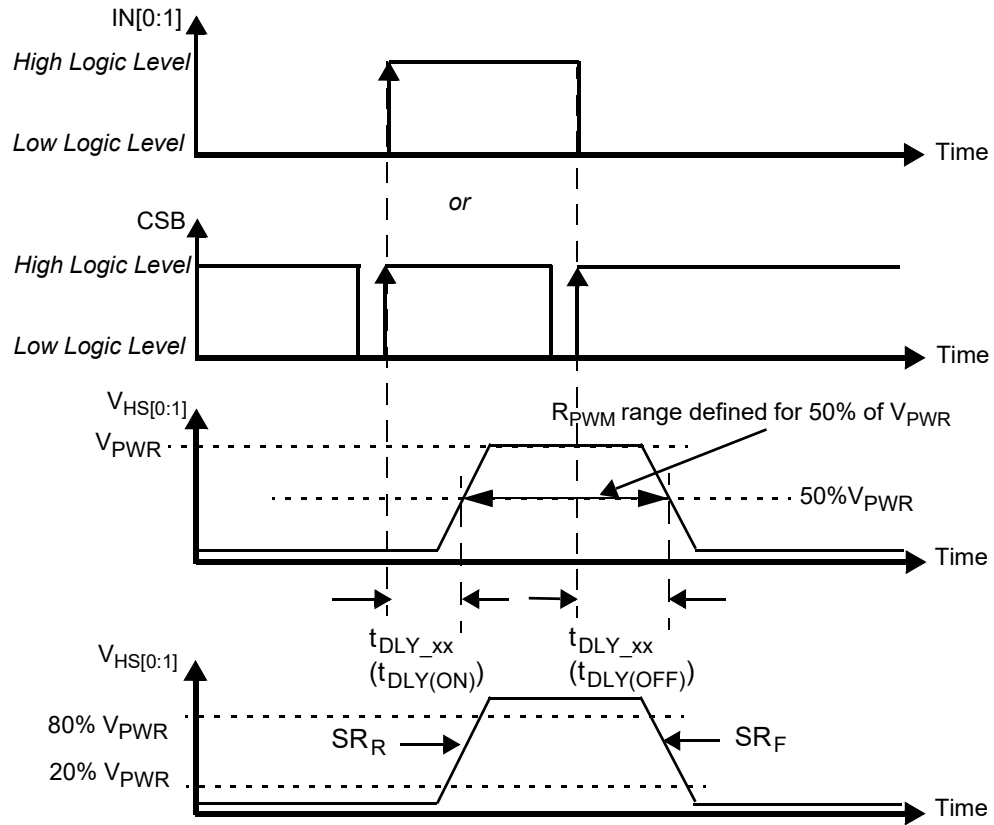 IN[0:1]
High Logic Level
Low Logic Level
Time
or
CSB
High Logic Level
Low Logic Level
Time
VHS[0:1]
RPWM range defined for 50% of VPWR
VPWR
50%VPWR
Time
tDLY_xx
(tDLY(ON))
tDLY_xx
(tDLY(OFF))
VHS[0:1]
80% VPWR
SRR
SRF
20% VPWR
Time